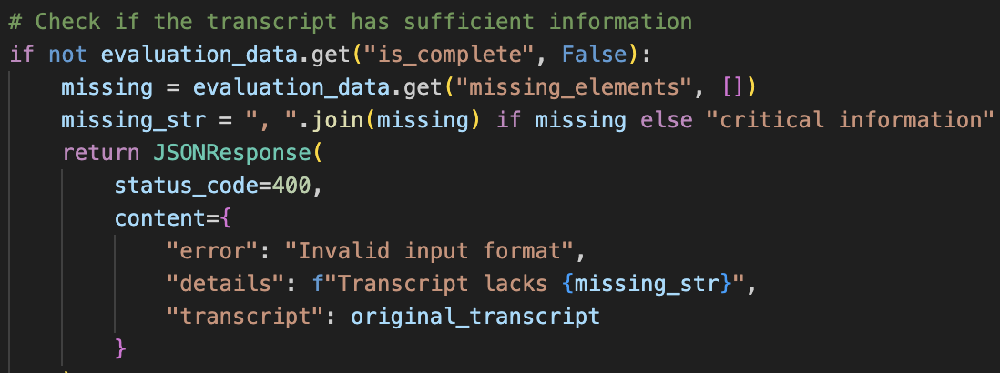 # Check if the transcript has sufficient information
if not evaluation_data.get("is_complete", False):
    missing = evaluation_data.get("missing_elements", [])
    missing_str = ", ".join(missing) if missing else "critical information"
    return JSONResponse(
        status_code=400,
        content={
            "error": "Invalid input format",
            "details": f"Transcript lacks {missing_str}",
            "transcript": original_transcript
        }